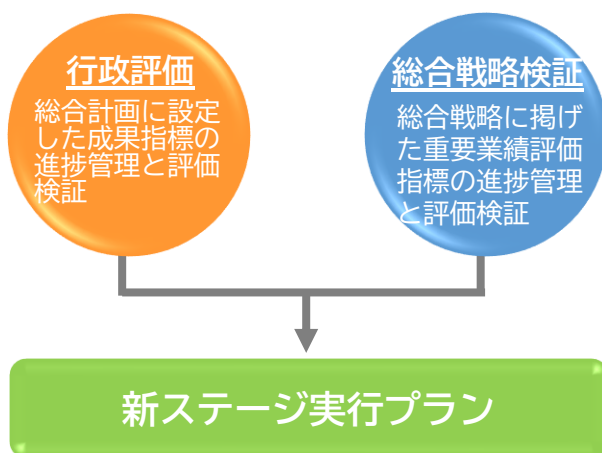 行政評価
総合計画に設定
した成果指標の
進捗管理と評価
検証
総合戦略検証
総合戦略に掲げ
た重要業績評価
指標の進捗管理
と評価検証
新ステージ実行プラン